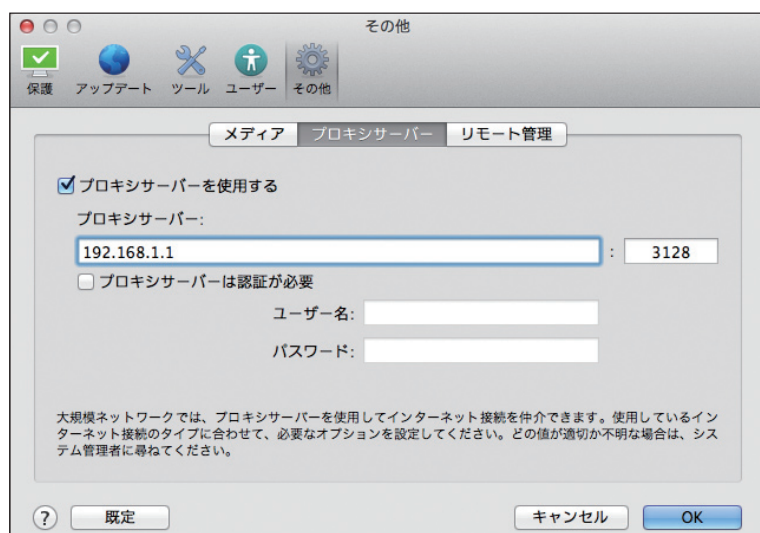 その他
保護 アップデート ツール ユーザー その他
メディア プロキシサーバー リモート管理
プロキシサーバーを使用する
プロキシサーバー:
192.168.1.1 : 3128
プロキシサーバーは認証が必要
ユーザー名:
パスワード:
大規模ネットワークでは、プロキシサーバーを使用してインターネット接続を仲介できます。使用しているイン
ターネット接続のタイプに合わせて、必要なオプションを設定してください。どの値が適切か不明な場合は、シス
テム管理者に尋ねてください。
? 既定 キャンセル OK